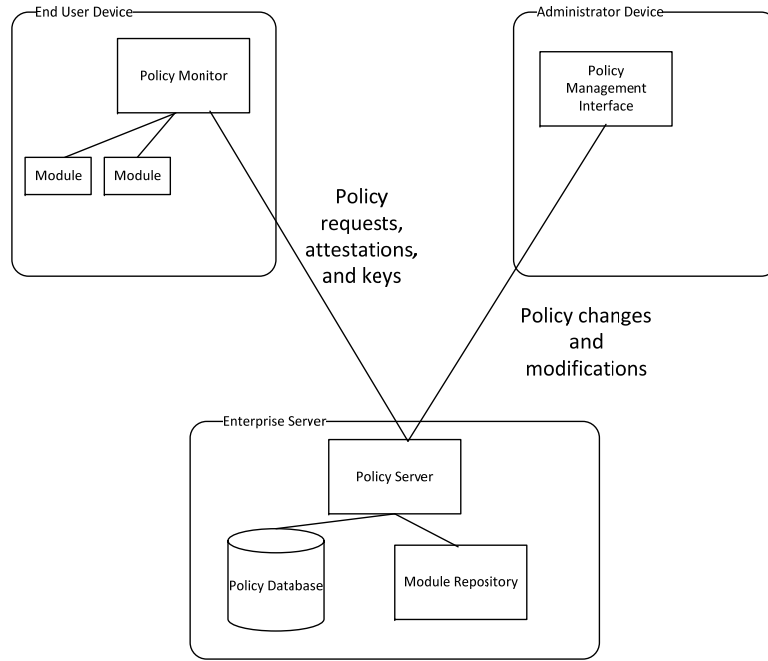 End User Device
Policy Monitor
Module
Module
Administrator Device
Policy
Management
Interface
Policy
requests,
attestations,
and keys
Policy changes
and
modifications
Enterprise Server
Policy Server
Policy Database
Module Repository